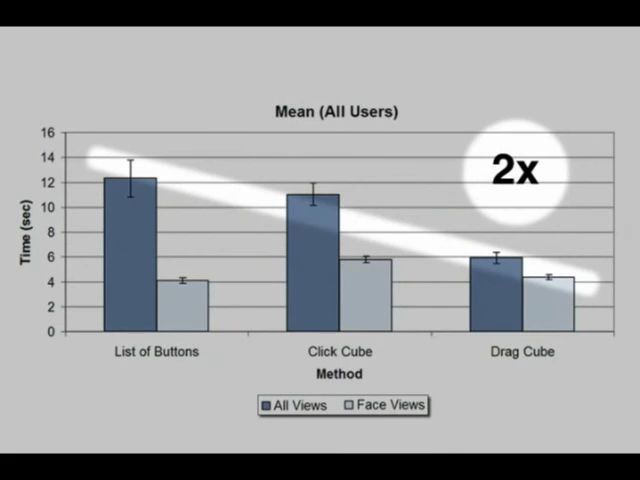 Mean (All Users)
2x
16
14
12
10
8
6
4
2
0
Time (sec)
List of Buttons
Click Cube
Drag Cube
Method
All Views
Face Views